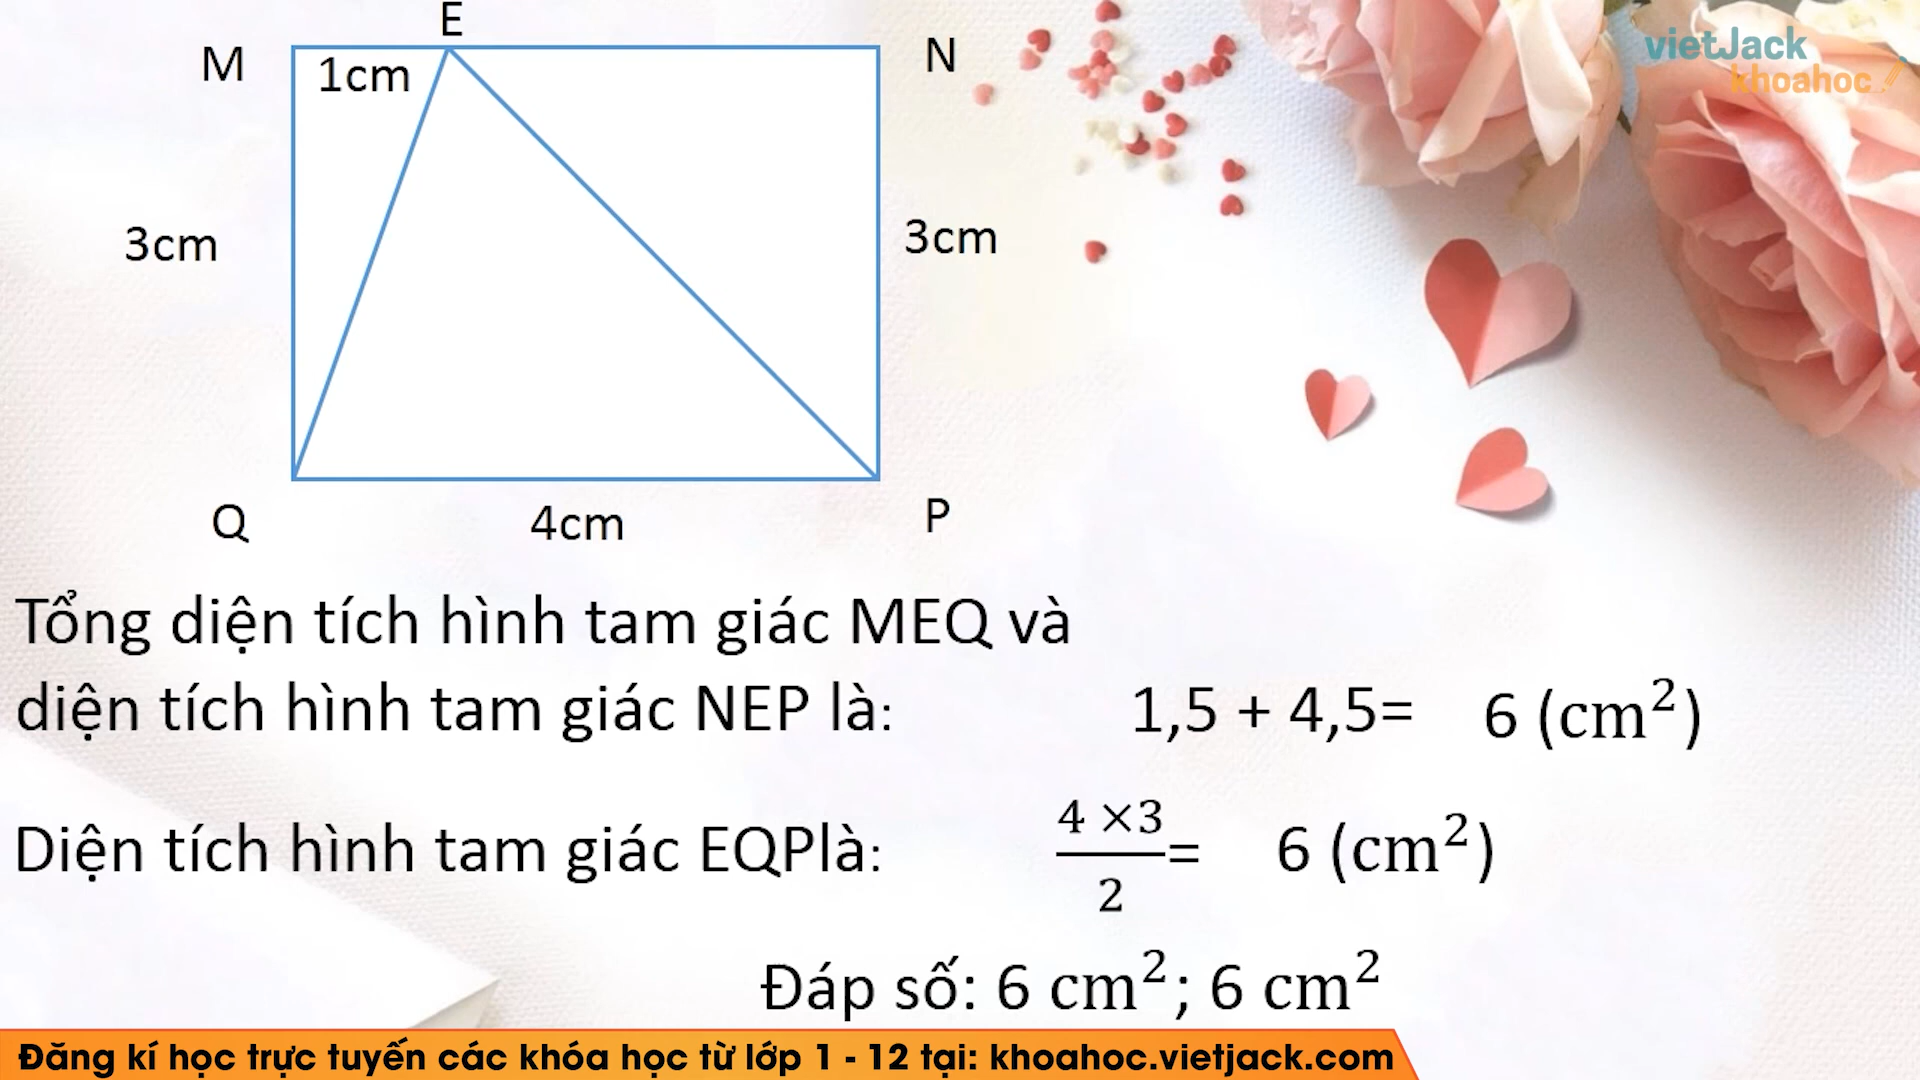 E
M
N
1cm
3cm
3cm
Q
4cm
P
Tổng diện tích hình tam giác MEQ và
diện tích hình tam giác NEP là: 1,5 + 4,5= 6 (cm²)
Diện tích hình tam giác EQPlà: 4 ×3/2= 6 (cm²)
Đáp số: 6 cm²; 6 cm²
vietJack
khoahoc
Đăng kí học trực tuyến các khóa học từ lớp 1 - 12 tại: khoahoc.vietjack.com